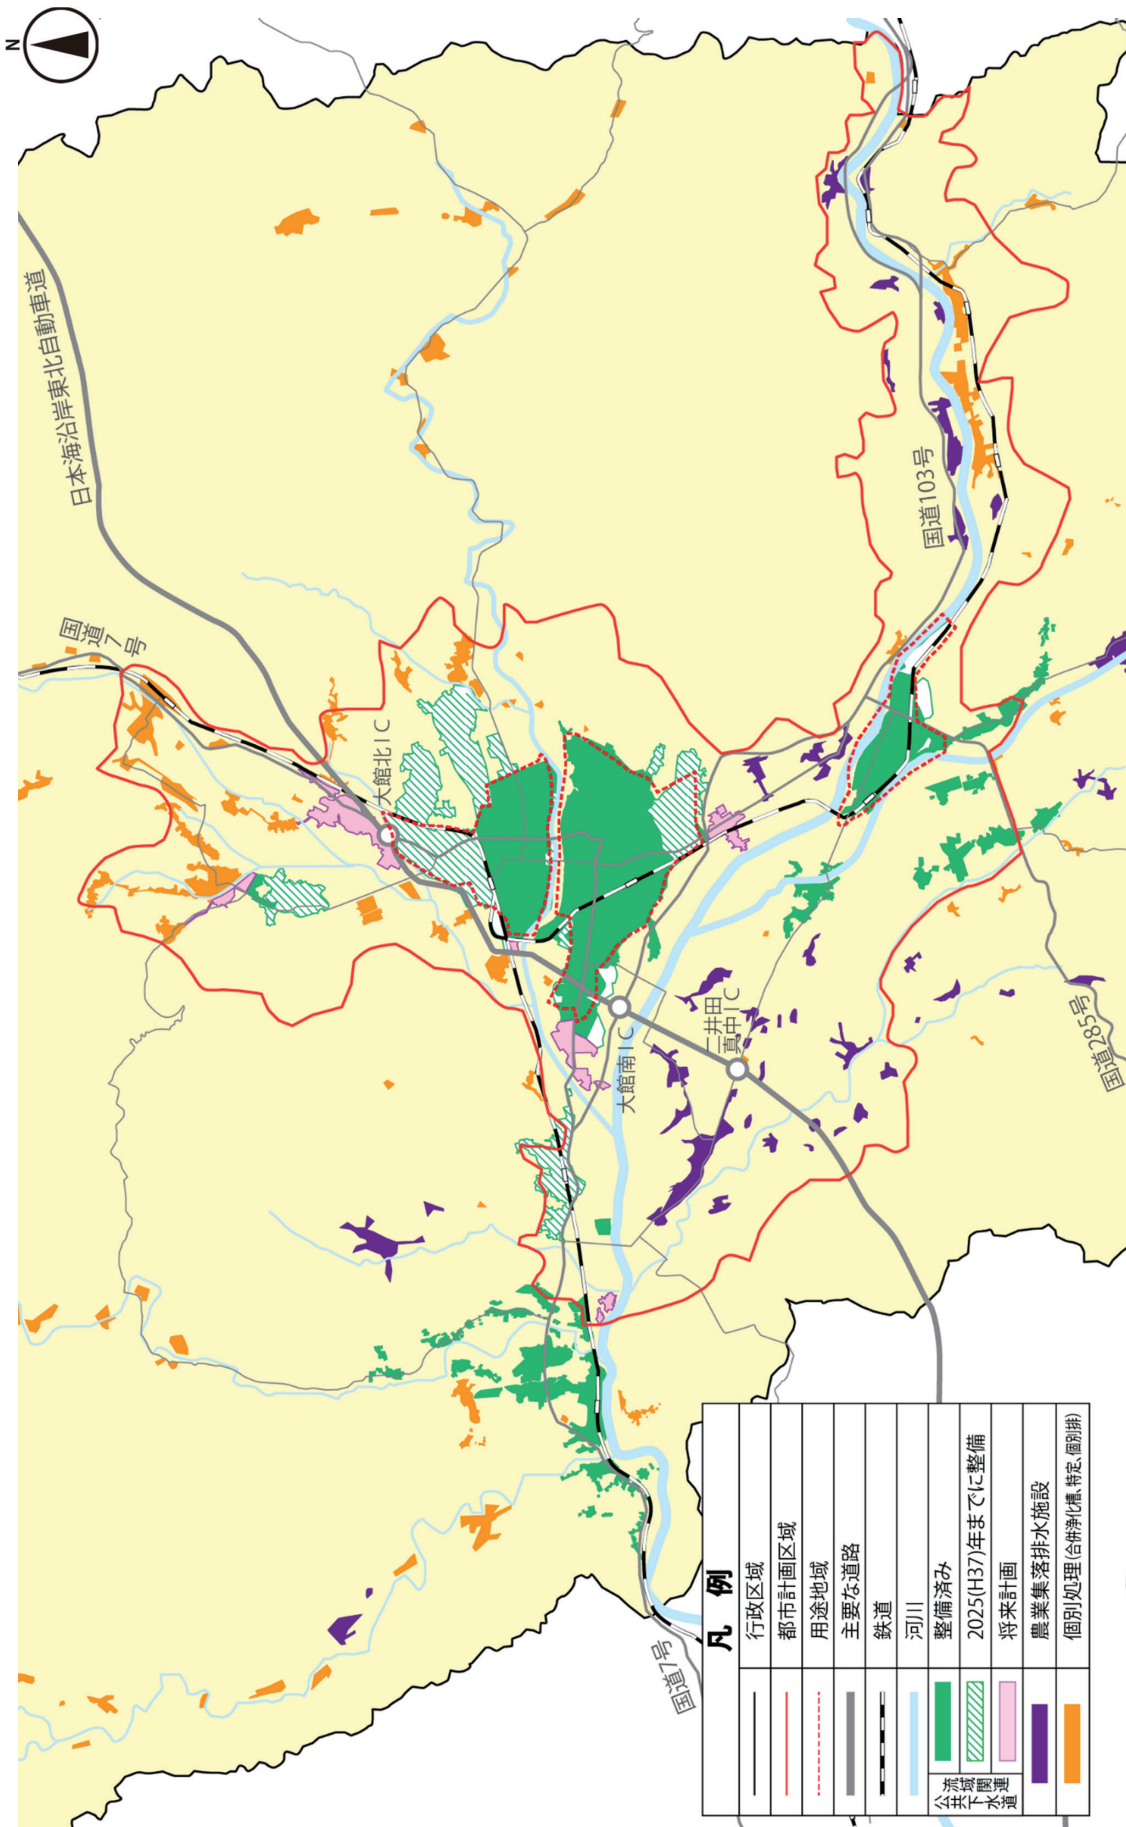 N
日本海沿岸東北自動車道
国道7号
大館北IC
国道103号
大館南IC
二井田
真中IC
国道285号
国道7号
凡 例
行政区域
都市計画区域
用途地域
主要な道路
鉄道
河川
公共下水道
流域関連
整備済み
2025(H37)年までに整備
将来計画
農業集落排水施設
個別処理(合併浄化槽、特定、個別排)